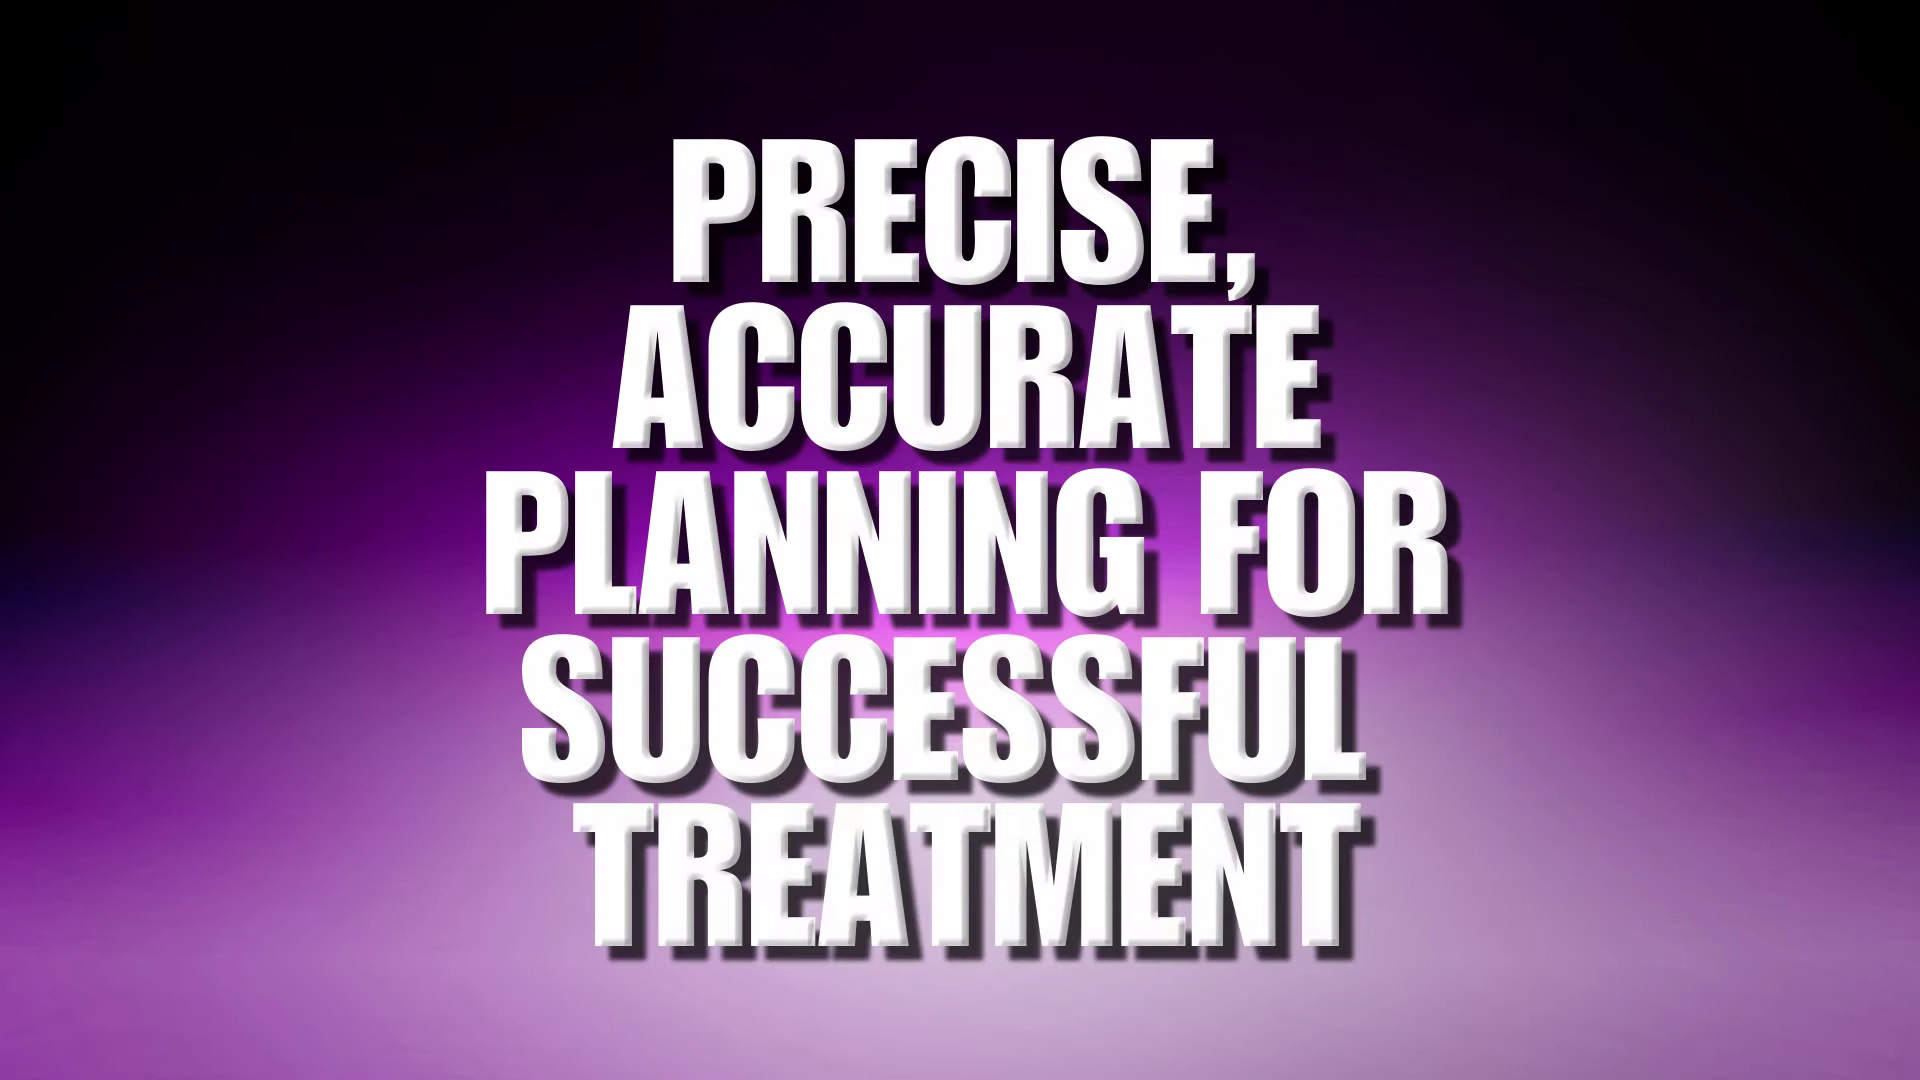 PRECISE,
ACCURATE
PLANNING FOR
SUCCESSFUL
TREATMENT